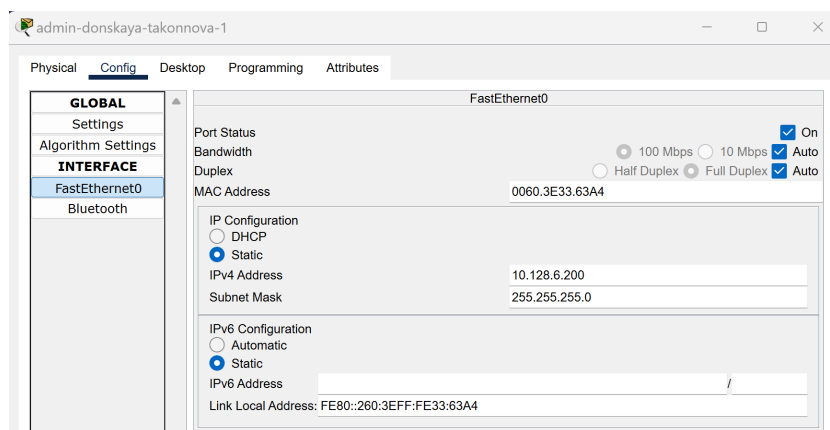 admin-donskaya-takonnova-1
Physical Config Desktop Programming Attributes
GLOBAL
Settings
Algorithm Settings
INTERFACE
FastEthernet0
Bluetooth
FastEthernet0
Port Status On
Bandwidth 100 Mbps 10 Mbps Auto
Duplex Half Duplex Full Duplex Auto
MAC Address 0060.3E33.63A4
IP Configuration
DHCP
Static
IPv4 Address 10.128.6.200
Subnet Mask 255.255.255.0
IPv6 Configuration
Automatic
Static
IPv6 Address /
Link Local Address: FE80::260:3EFF:FE33:63A4